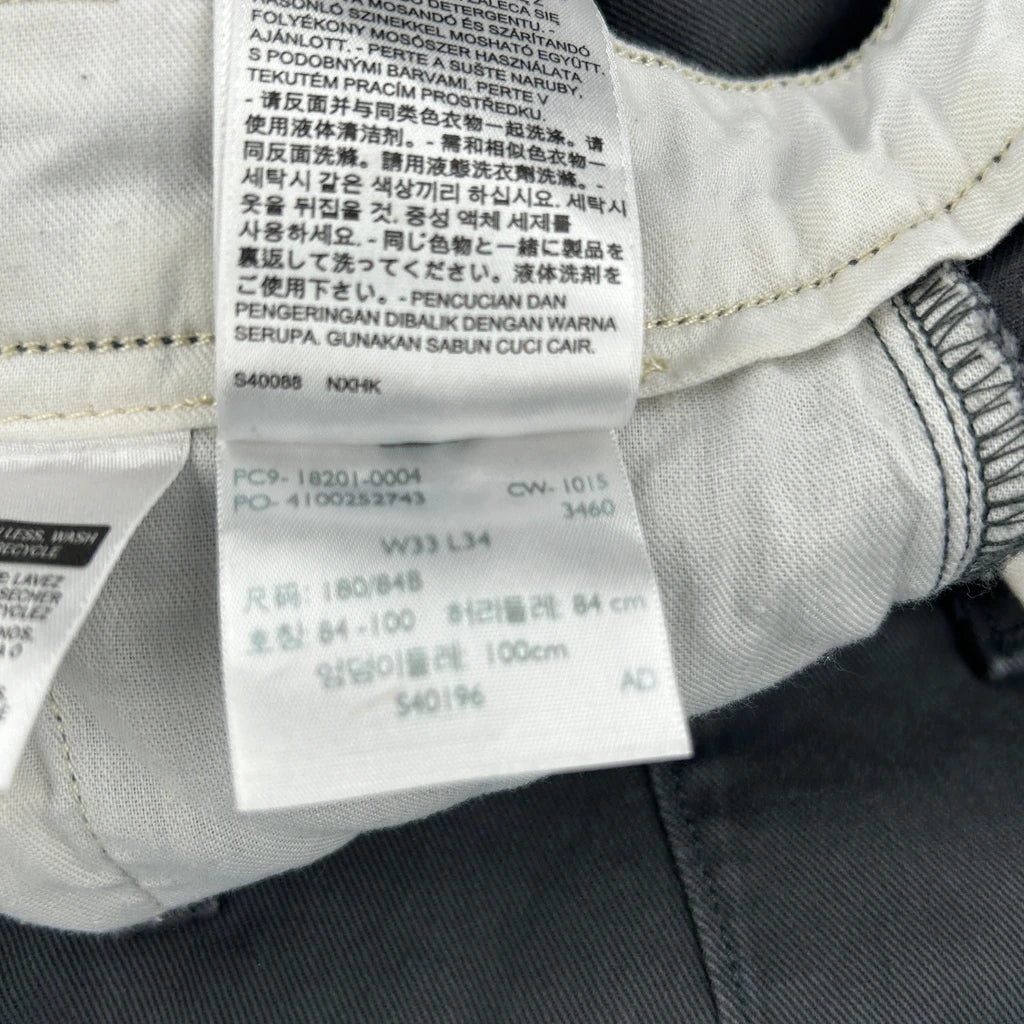 HASONLÓ SZINEKKEL MOSHATÓ EGYÜTT.
FOLYÉKONY MOSÓSZER HASZNÁLATA
AJÁNLOTT. - PERTE A SUŠTE NARUBY,
S PODOBNÝMI BARVAMI. PERTE V
TEKUTÉM PRACÍM PROSTŘEDKU.
- 请反面并与同类色衣物一起洗涤。请
使用液体清洁剂。- 需和相似色衣物一
同反面洗滌。請用液態洗衣劑洗滌。-
세탁시 같은 색상끼리 하십시요. 세탁시
옷을 뒤집을 것. 중성 액체 세제를
사용하세요. - 同じ色物と一緒に製品を
裏返して洗ってください。液体洗剤を
ご使用下さい。- PENCUCIAN DAN
PENGERINGAN DIBALIK DENGAN WARNA
SERUPA. GUNAKAN SABUN CUCI CAIR.
S40088 NXHK
PC9- 18201-0004
PO- 4100252743 CW- 1015
3460
W33 L34
尺码: 180/84B
호칭: 84 -100 허리둘레: 84 cm
엉덩이둘레: 100cm
S40196 AD
LESS, WASH
RECYCLE
LAVEZ